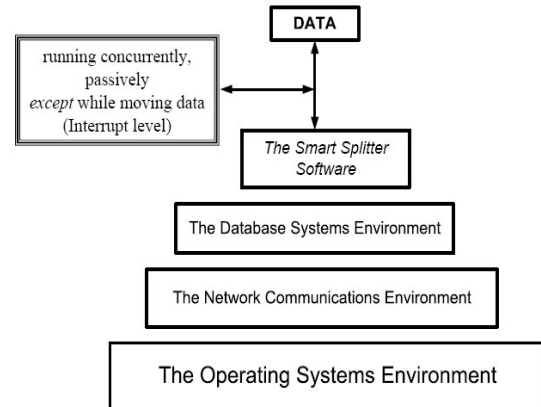 DATA
running concurrently,
passively
except while moving data
(Interrupt level)
The Smart Splitter
Software
The Database Systems Environment
The Network Communications Environment
The Operating Systems Environment